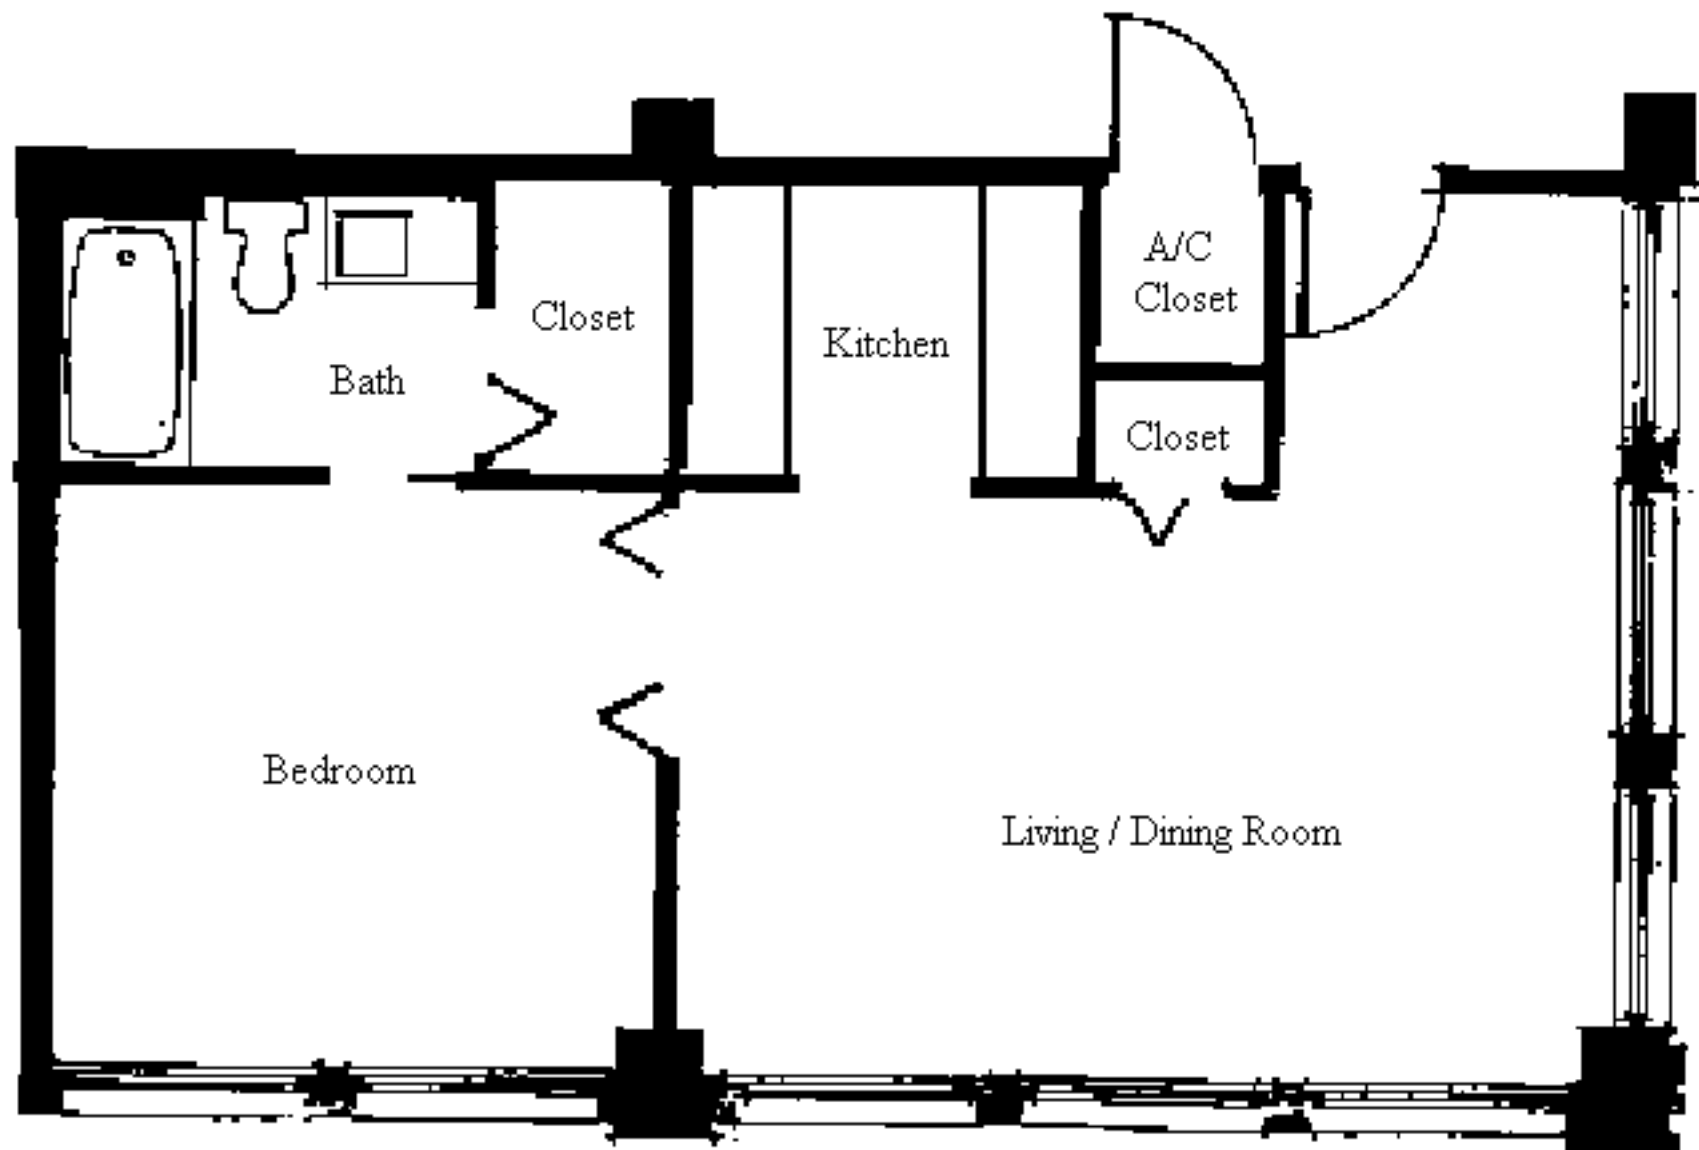 A/C
Closet
Closet
Kitchen
Bath
Closet
Bedroom
Living / Dining Room